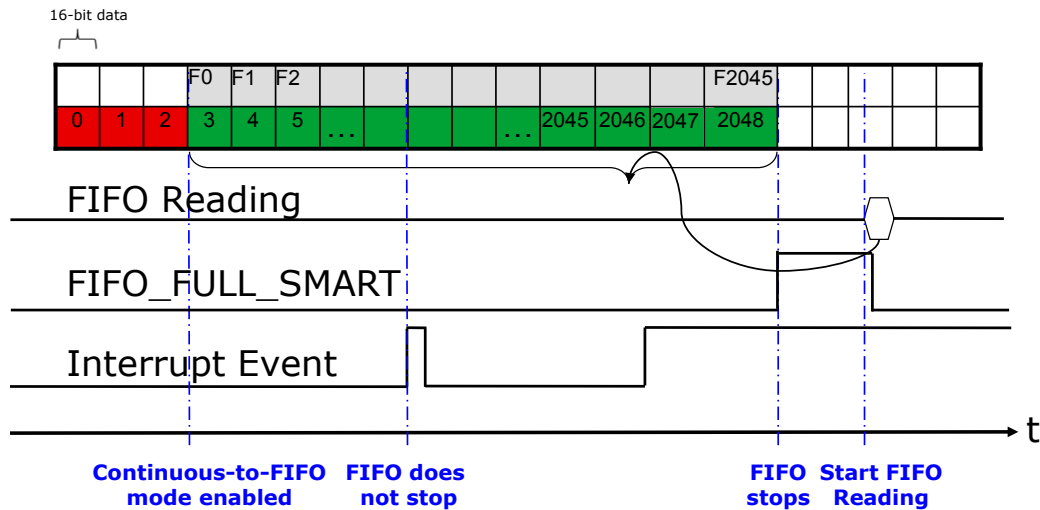 16-bit data
F0 F1 F2 F2045
0 1 2 3 4 5 ... ... 2045 2046 2047 2048
FIFO Reading
FIFO_FULL_SMART
Interrupt Event
t
Continuous-to-FIFO mode enabled
FIFO does not stop
FIFO stops
Start FIFO Reading